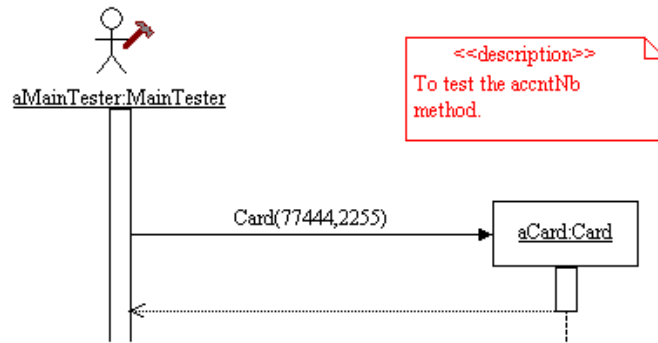 <<description>>
To test the accntNb
method.
aMainTester:MainTester
Card(77444,2255)
aCard:Card